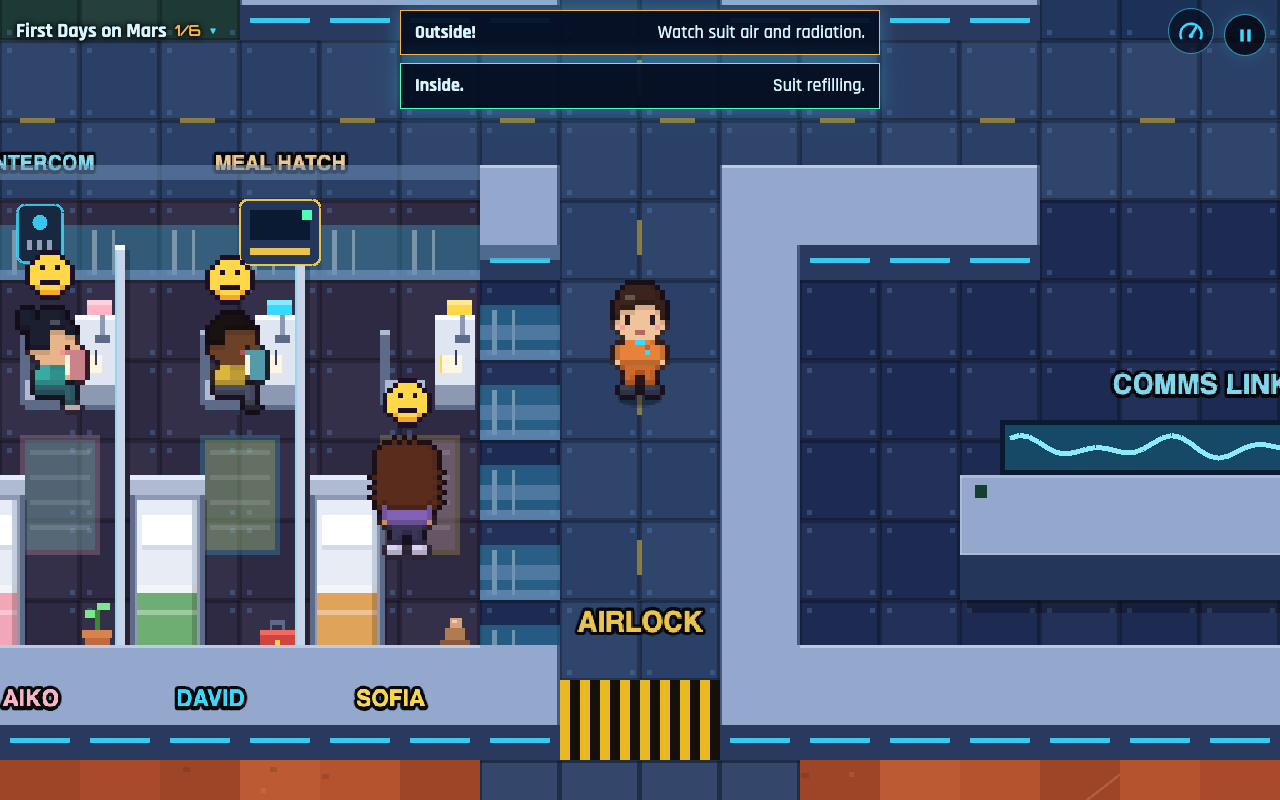 First Days on Mars 1/6
Outside! Watch suit air and radiation.
Inside. Suit refilling.
NTERCOM
MEAL HATCH
COMMS LINK
AIRLOCK
AIKO
DAVID
SOFIA